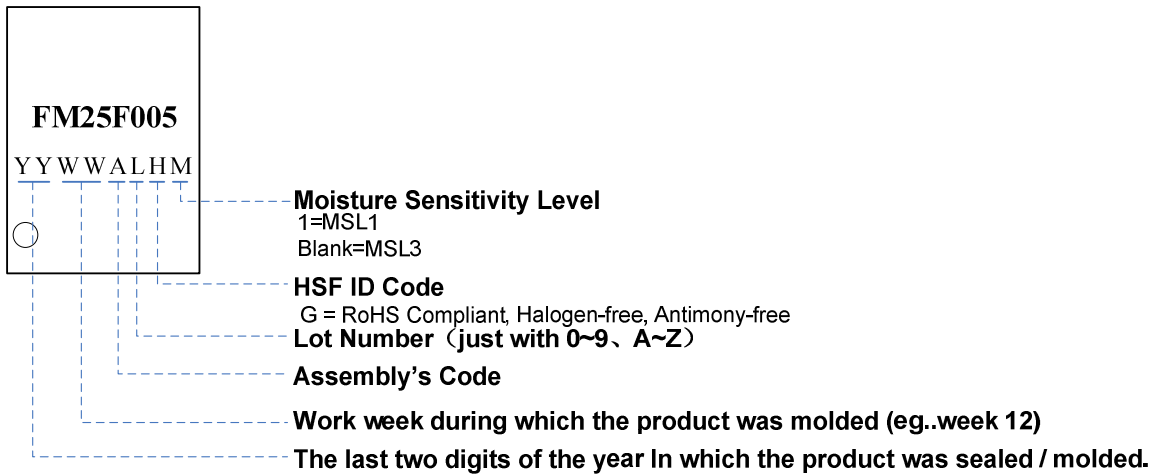 FM25F005
YYWWALHM
Moisture Sensitivity Level
1=MSL1
Blank=MSL3
HSF ID Code
G = RoHS Compliant, Halogen-free, Antimony-free
Lot Number（just with 0~9、A~Z）
Assembly's Code
Work week during which the product was molded (eg..week 12)
The last two digits of the year In which the product was sealed / molded.